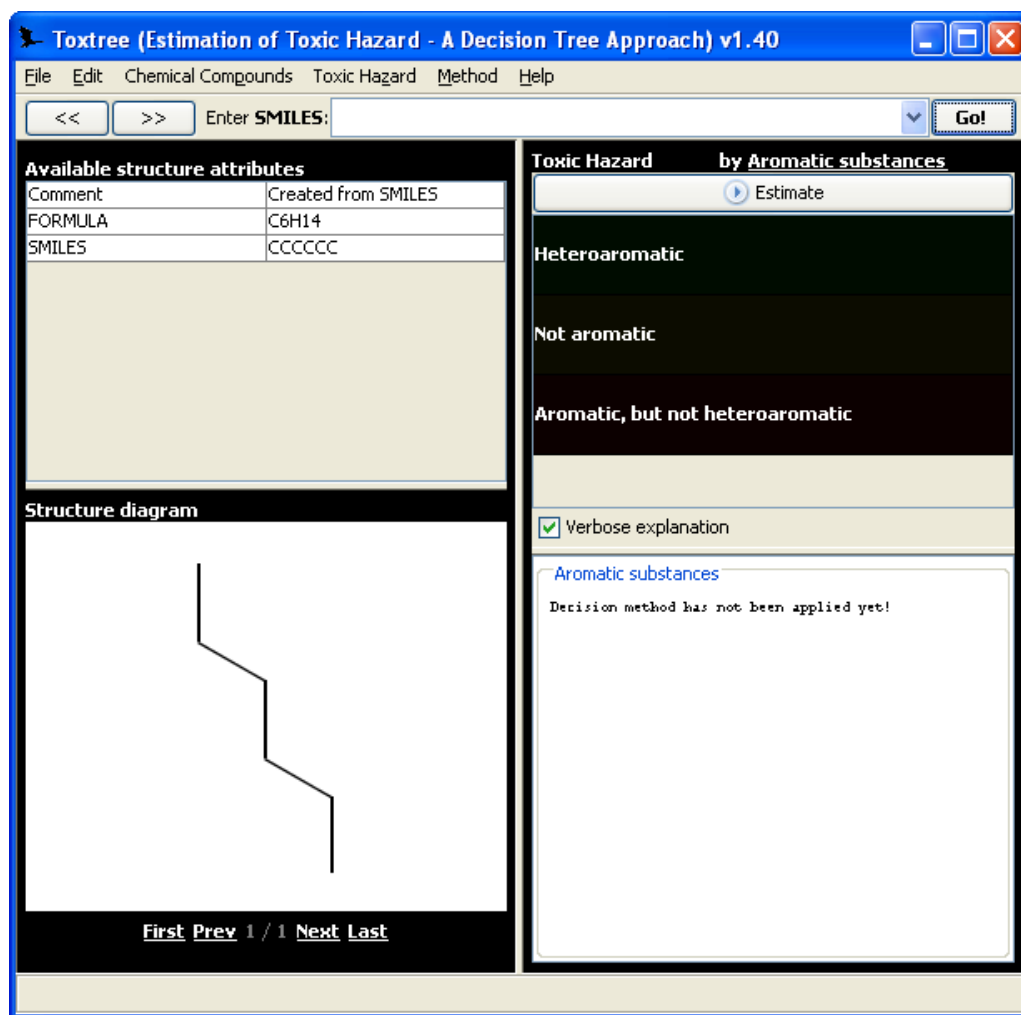 Toxtree (Estimation of Toxic Hazard - A Decision Tree Approach) v1.40
File Edit Chemical Compounds Toxic Hazard Method Help
<< >> Enter SMILES: Go!
Available structure attributes
Comment Created from SMILES
FORMULA C6H14
SMILES CCCCCC
Structure diagram
First Prev 1 / 1 Next Last
Toxic Hazard by Aromatic substances
Estimate
Heteroaromatic
Not aromatic
Aromatic, but not heteroaromatic
Verbose explanation
Aromatic substances
Decision method has not been applied yet!